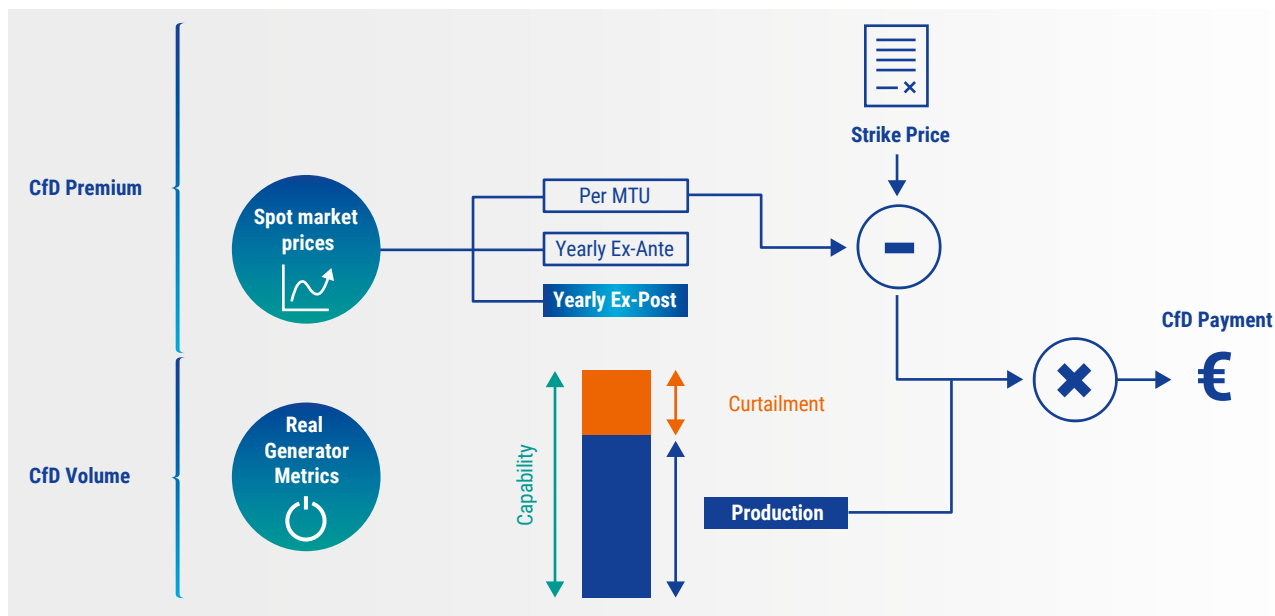 Strike Price
CfD Premium
Spot market
prices
Per MTU
Yearly Ex-Ante
Yearly Ex-Post
CfD Payment
€
Curtailment
Capability
Real
Generator
Metrics
CfD Volume
Production